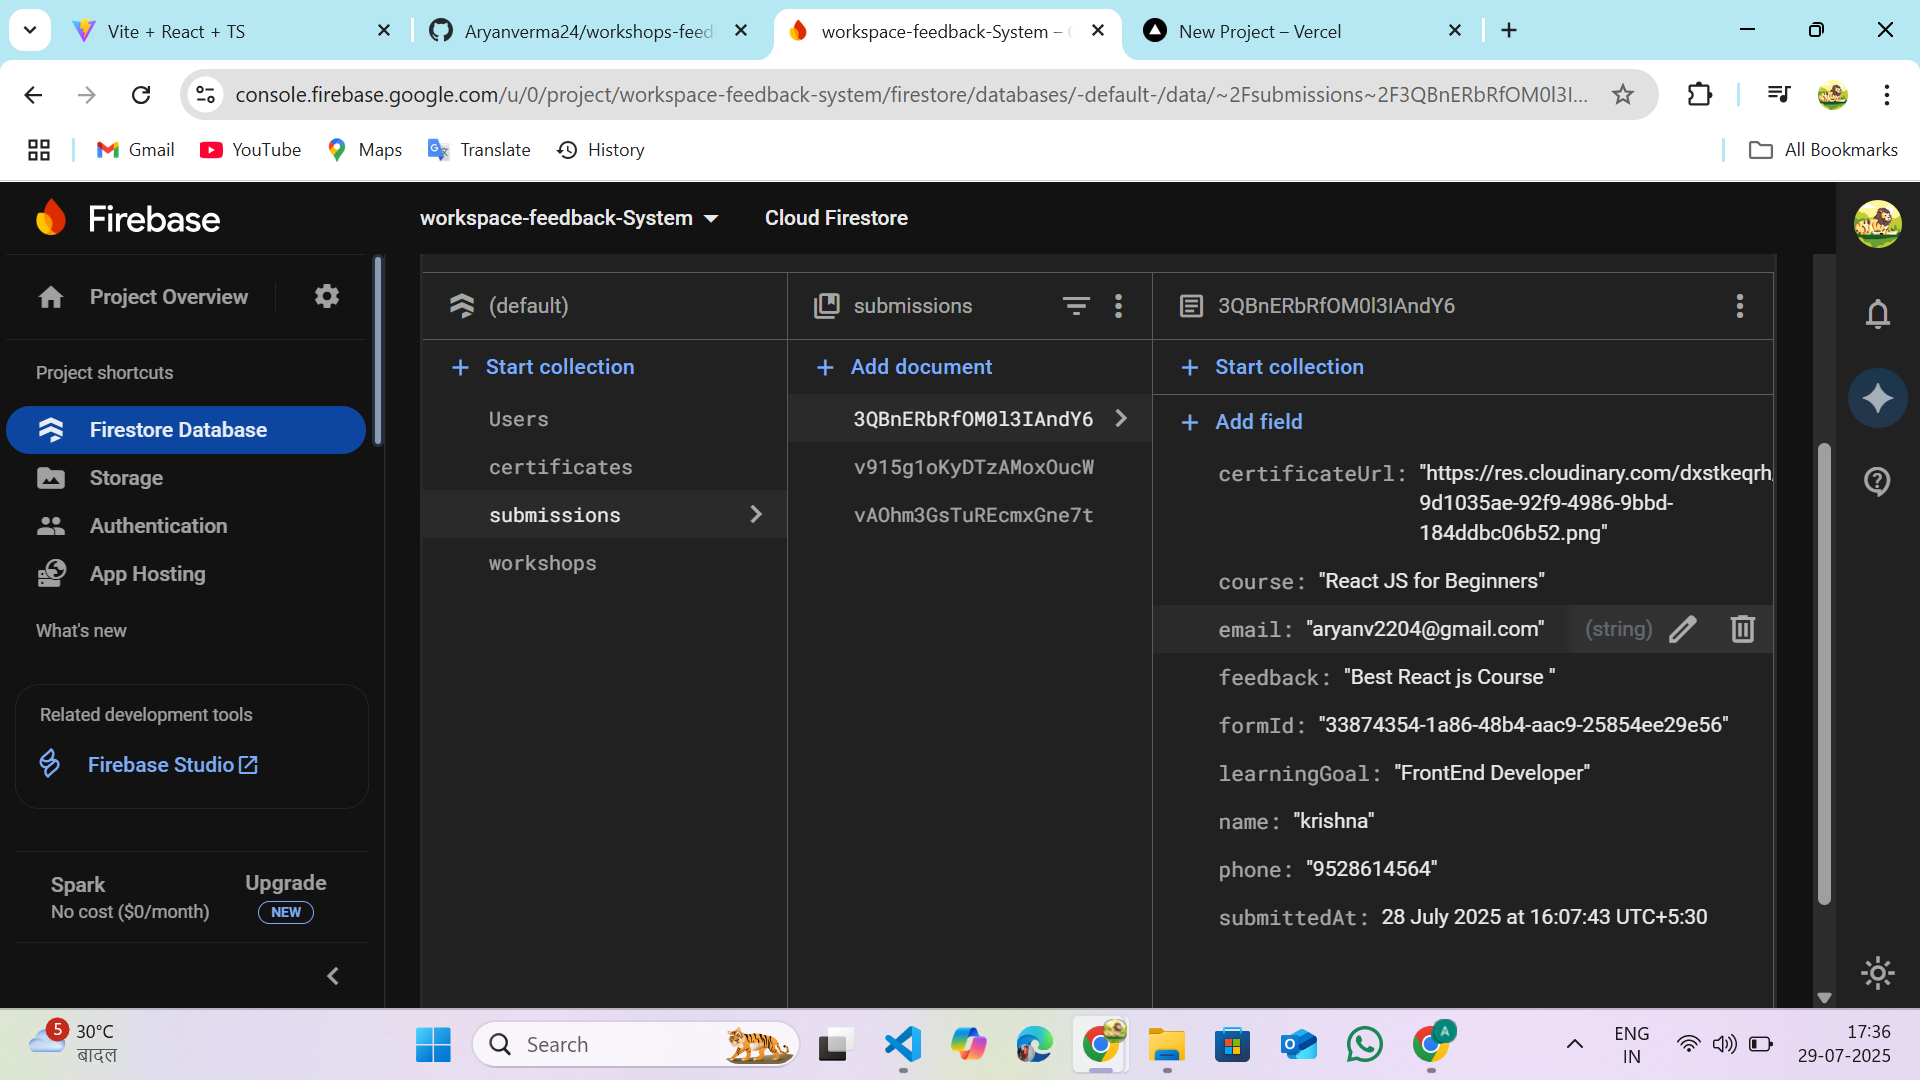 Vite + React + TS
Aryanverma24/workshops-feed
workspace-feedback-System –
New Project – Vercel
console.firebase.google.com/u/0/project/workspace-feedback-system/firestore/databases/-default-/data/~2Fsubmissions~2F3QBnERbRfOM0l3I...
Gmail
YouTube
Maps
Translate
History
All Bookmarks
Firebase
workspace-feedback-System
Cloud Firestore
Project Overview
Project shortcuts
Firestore Database
Storage
Authentication
App Hosting
What's new
Related development tools
Firebase Studio
Spark
No cost ($0/month)
Upgrade
NEW
(default)
Start collection
Users
certificates
submissions
workshops
submissions
Add document
3QBnERbRfOM0l3IAndY6
v915g1oKyDTzAMoxOucW
vAOhm3GsTuREcmxGne7t
3QBnERbRfOM0l3IAndY6
Start collection
Add field
certificateUrl: "https://res.cloudinary.com/dxstkeqrh
9d1035ae-92f9-4986-9bbd-
184ddbc06b52.png"
course: "React JS for Beginners"
email: "aryanv2204@gmail.com" (string)
feedback: "Best React js Course "
formId: "33874354-1a86-48b4-aac9-25854ee29e56"
learningGoal: "FrontEnd Developer"
name: "krishna"
phone: "9528614564"
submittedAt: 28 July 2025 at 16:07:43 UTC+5:30
5
30°C
बादल
Search
A
ENG
IN
17:36
29-07-2025